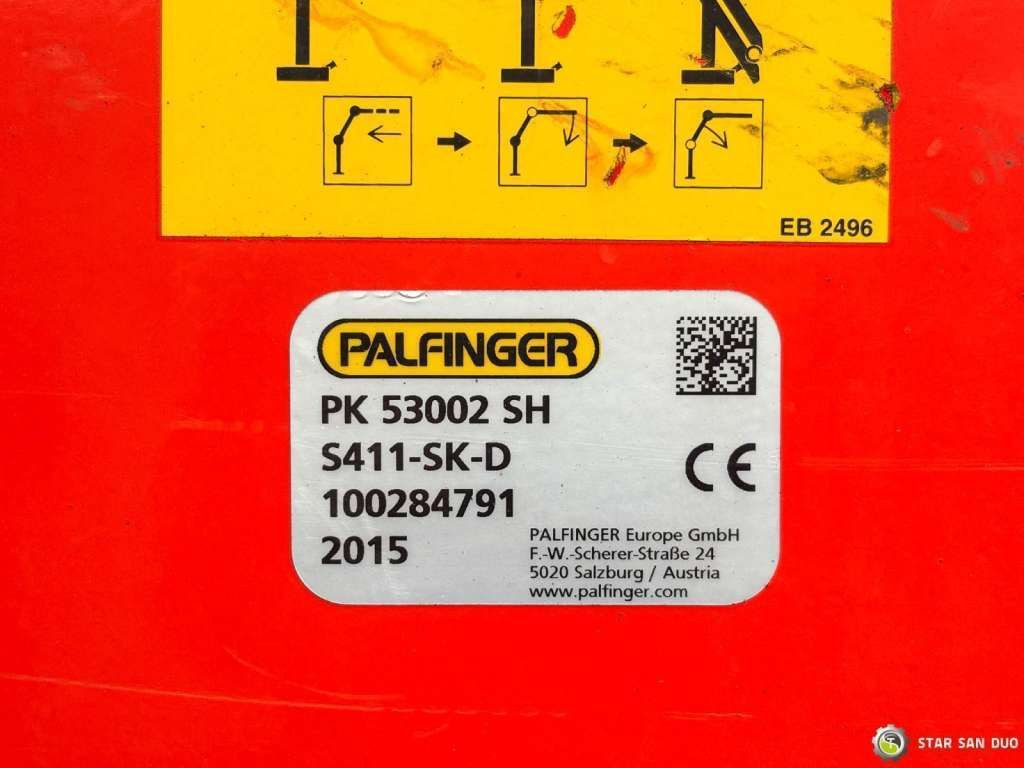 EB 2496
PALFINGER
PK 53002 SH
S411-SK-D
100284791
2015
PALFINGER Europe GmbH
F.-W.-Scherer-Straße 24
5020 Salzburg / Austria
www.palfinger.com
CE
STAR SAN DUO